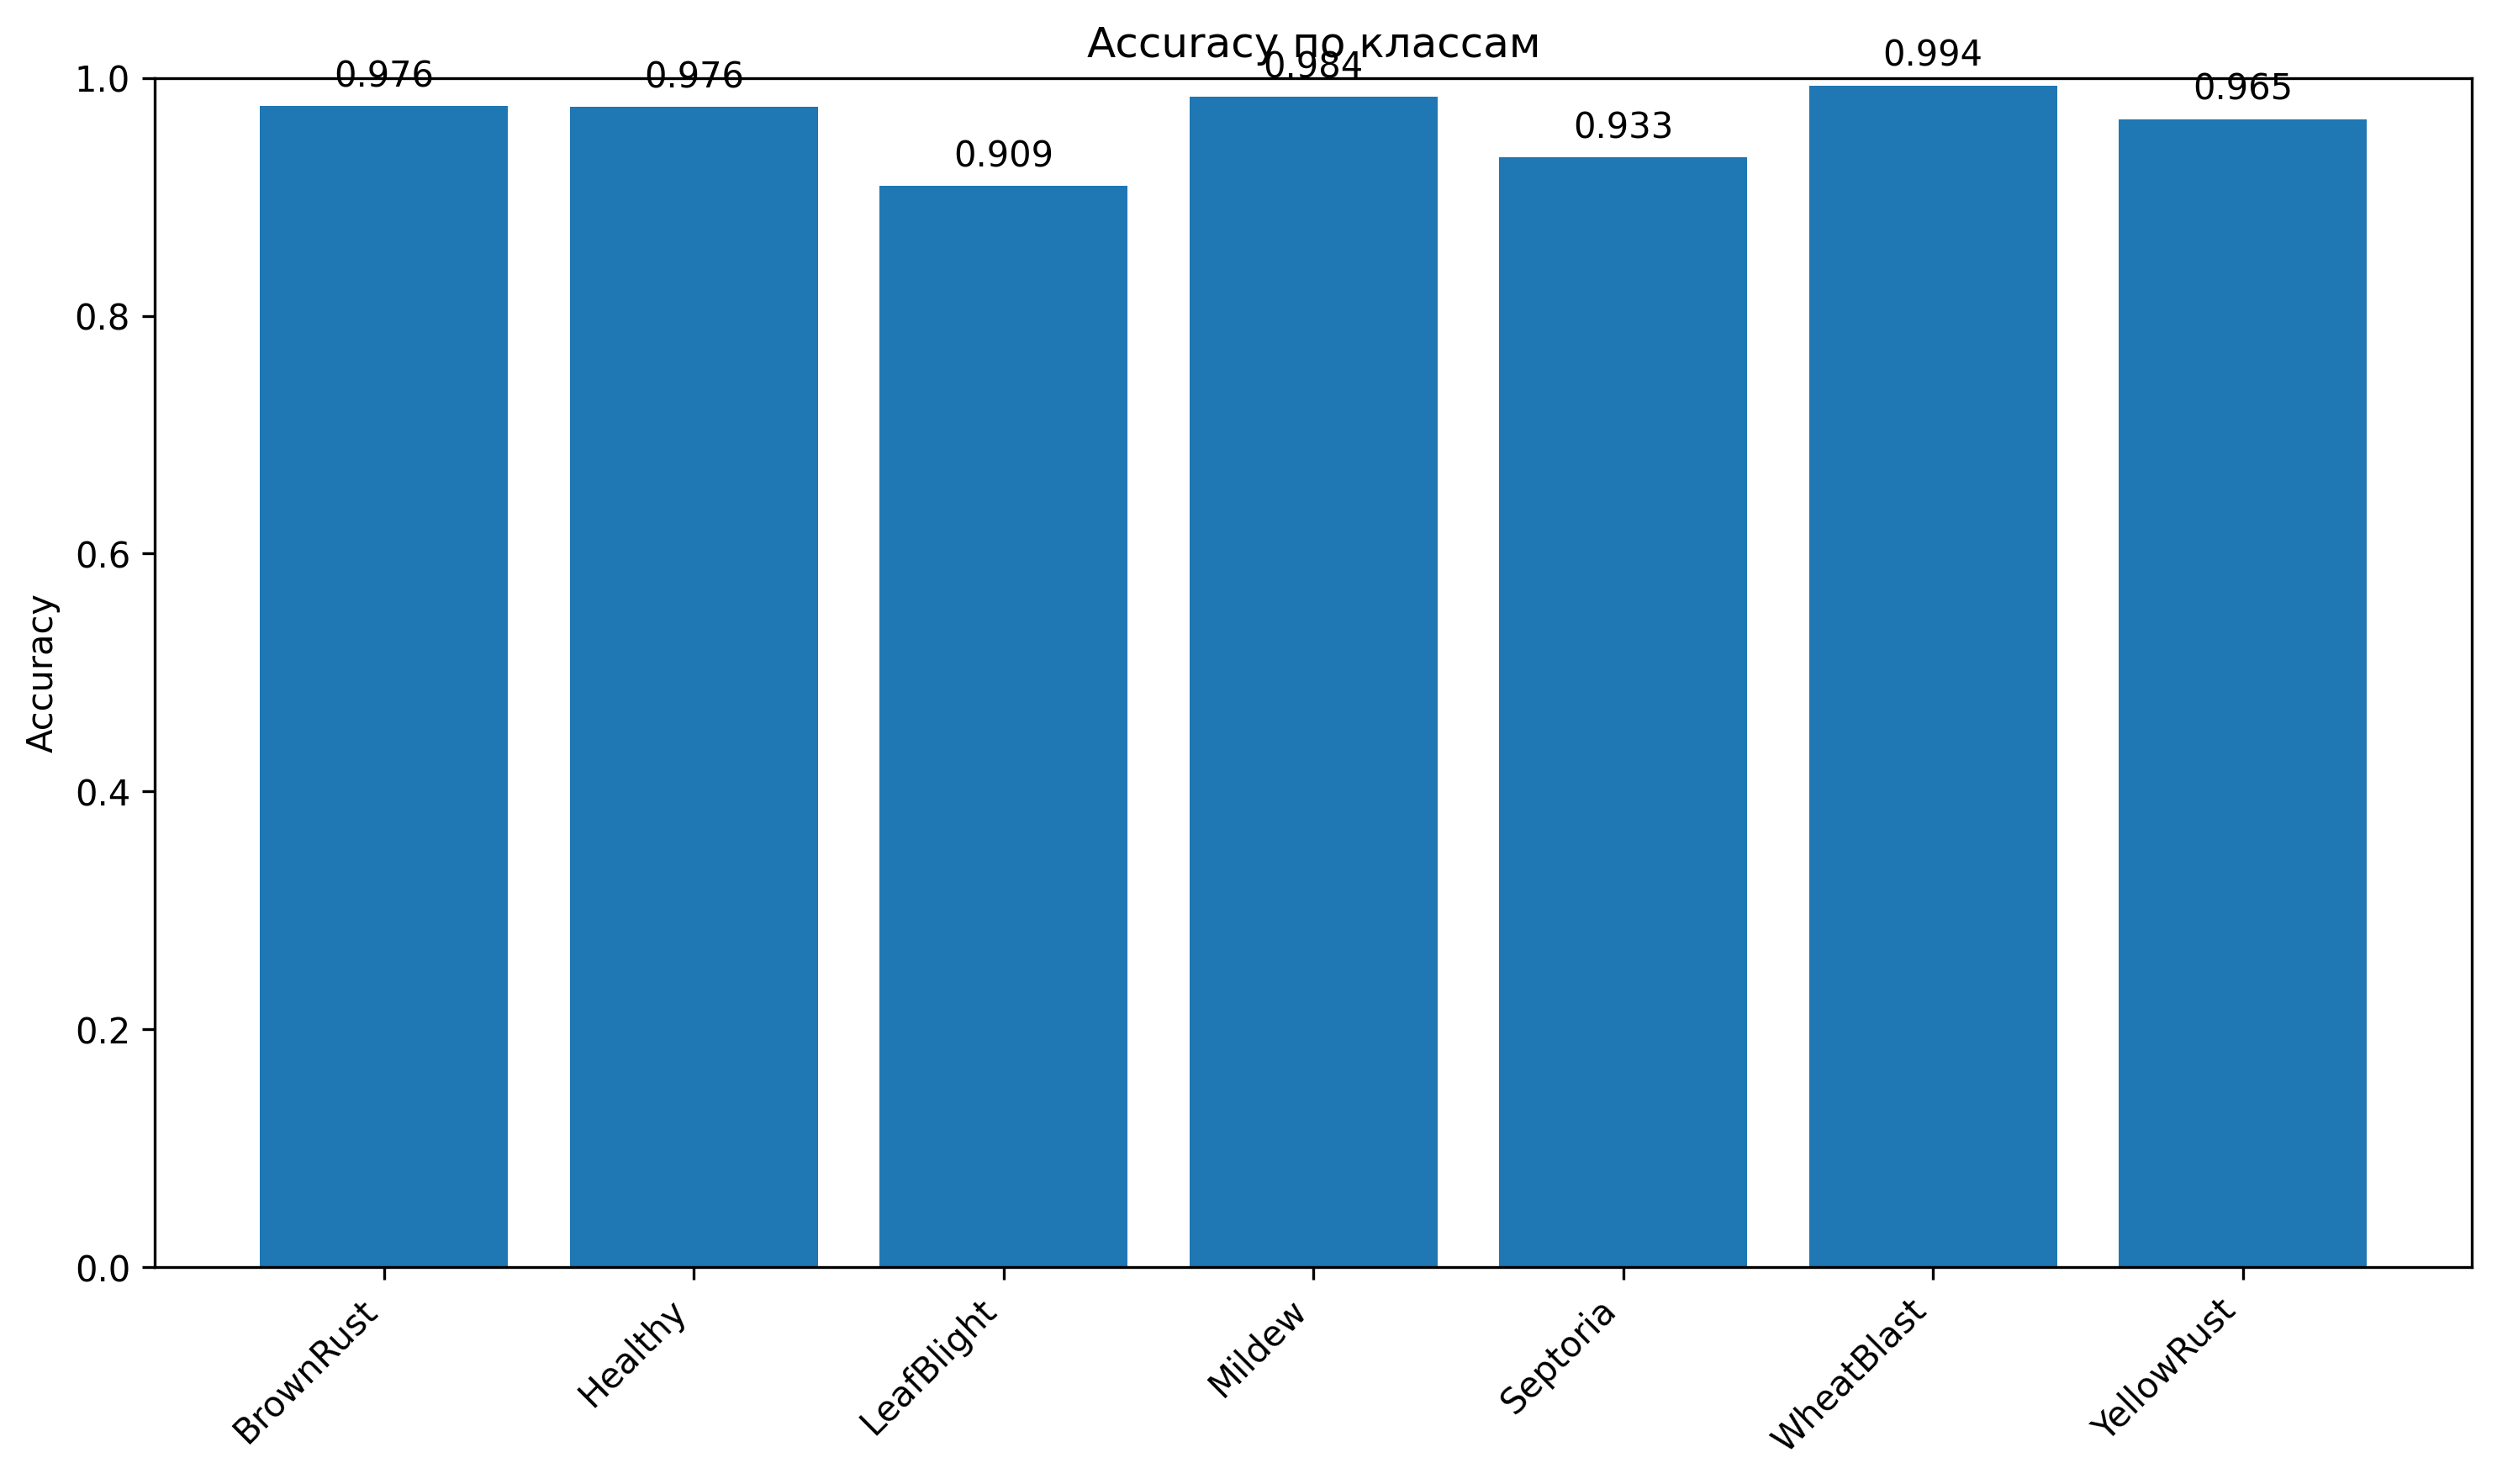 Accuracy по классам
0.976
0.976
0.909
0.984
0.933
0.994
0.965
1.0
0.8
0.6
0.4
0.2
0.0
Accuracy
BrownRust
Healthy
LeafBlight
Mildew
Septoria
WheatBlast
YellowRust